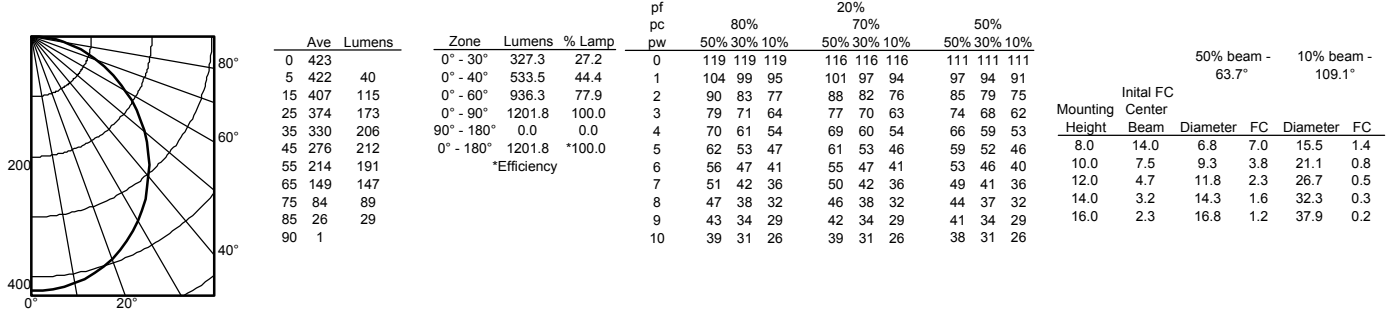 80°
60°
40°
200
400
0° 20°
Ave Lumens
0 423
5 422 40
15 407 115
25 374 173
35 330 206
45 276 212
55 214 191
65 149 147
75 84 89
85 26 29
90 1
Zone Lumens % Lamp
0° - 30° 327.3 27.2
0° - 40° 533.5 44.4
0° - 60° 936.3 77.9
0° - 90° 1201.8 100.0
90° - 180° 0.0 0.0
0° - 180° 1201.8 *100.0
*Efficiency
pf 20%
pc 80% 70% 50%
pw 50% 30% 10% 50% 30% 10% 50% 30% 10%
0 119 119 119 116 116 116 111 111 111
1 104 99 95 101 97 94 97 94 91
2 90 83 77 88 82 76 85 79 75
3 79 71 64 77 70 63 74 68 62
4 70 61 54 69 60 54 66 59 53
5 62 53 47 61 53 46 59 52 46
6 56 47 41 55 47 41 53 46 40
7 51 42 36 50 42 36 49 41 36
8 47 38 32 46 38 32 44 37 32
9 43 34 29 42 34 29 41 34 29
10 39 31 26 39 31 26 38 31 26
50% beam - 10% beam -
63.7° 109.1°
Inital FC
Mounting Center
Height Beam Diameter FC Diameter FC
8.0 14.0 6.8 7.0 15.5 1.4
10.0 7.5 9.3 3.8 21.1 0.8
12.0 4.7 11.8 2.3 26.7 0.5
14.0 3.2 14.3 1.6 32.3 0.3
16.0 2.3 16.8 1.2 37.9 0.2